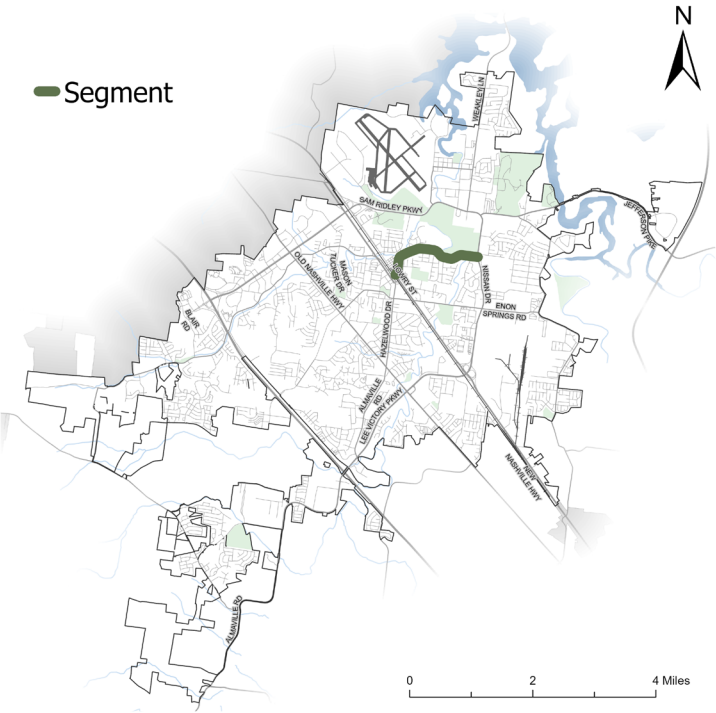 N
Segment
WEAKLEY LN
SAM RIDLEY PKWY
JEFFERSON PIKE
MASON
TUCKER DR
OLD NASHVILLE HWY
LOWRY ST
NISSAN DR
BLAIR
RD
ENON
SPRINGS RD
HAZELWOOD DR
ALMAVILLE
RD
LEE VICTORY PKWY
NEW
NASHVILLE HWY
ALMAVILLE RD
0
2
4 Miles